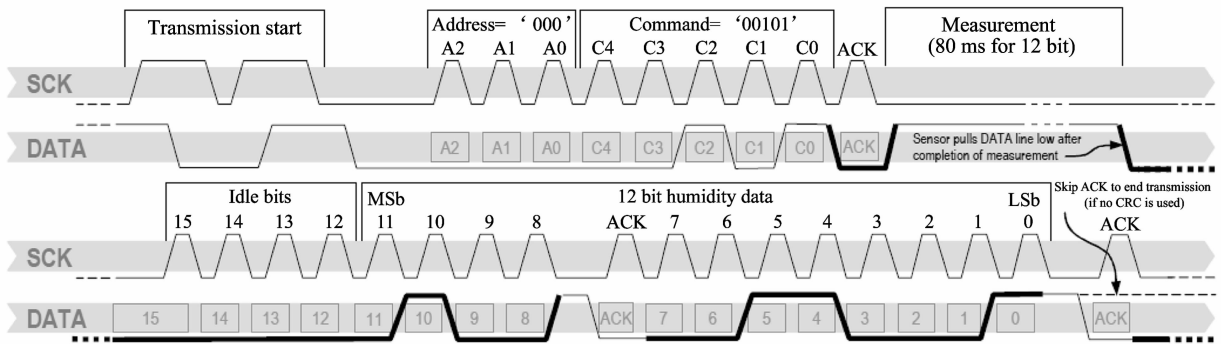 Transmission start
Address= ‘ 000’
Command= ‘00101’
Measurement
(80 ms for 12 bit)
A2 A1 A0 C4 C3 C2 C1 C0 ACK
SCK
DATA
A2 A1 A0 C4 C3 C2 C1 C0 ACK
Sensor pulls DATA line low after
completion of measurement
Idle bits
MSb
12 bit humidity data
LSb
Skip ACK to end transmission
(if no CRC is used)
15 14 13 12 11 10 9 8 ACK 7 6 5 4 3 2 1 0 ACK
SCK
DATA
15 14 13 12 11 10 9 8 ACK 7 6 5 4 3 2 1 0 ACK